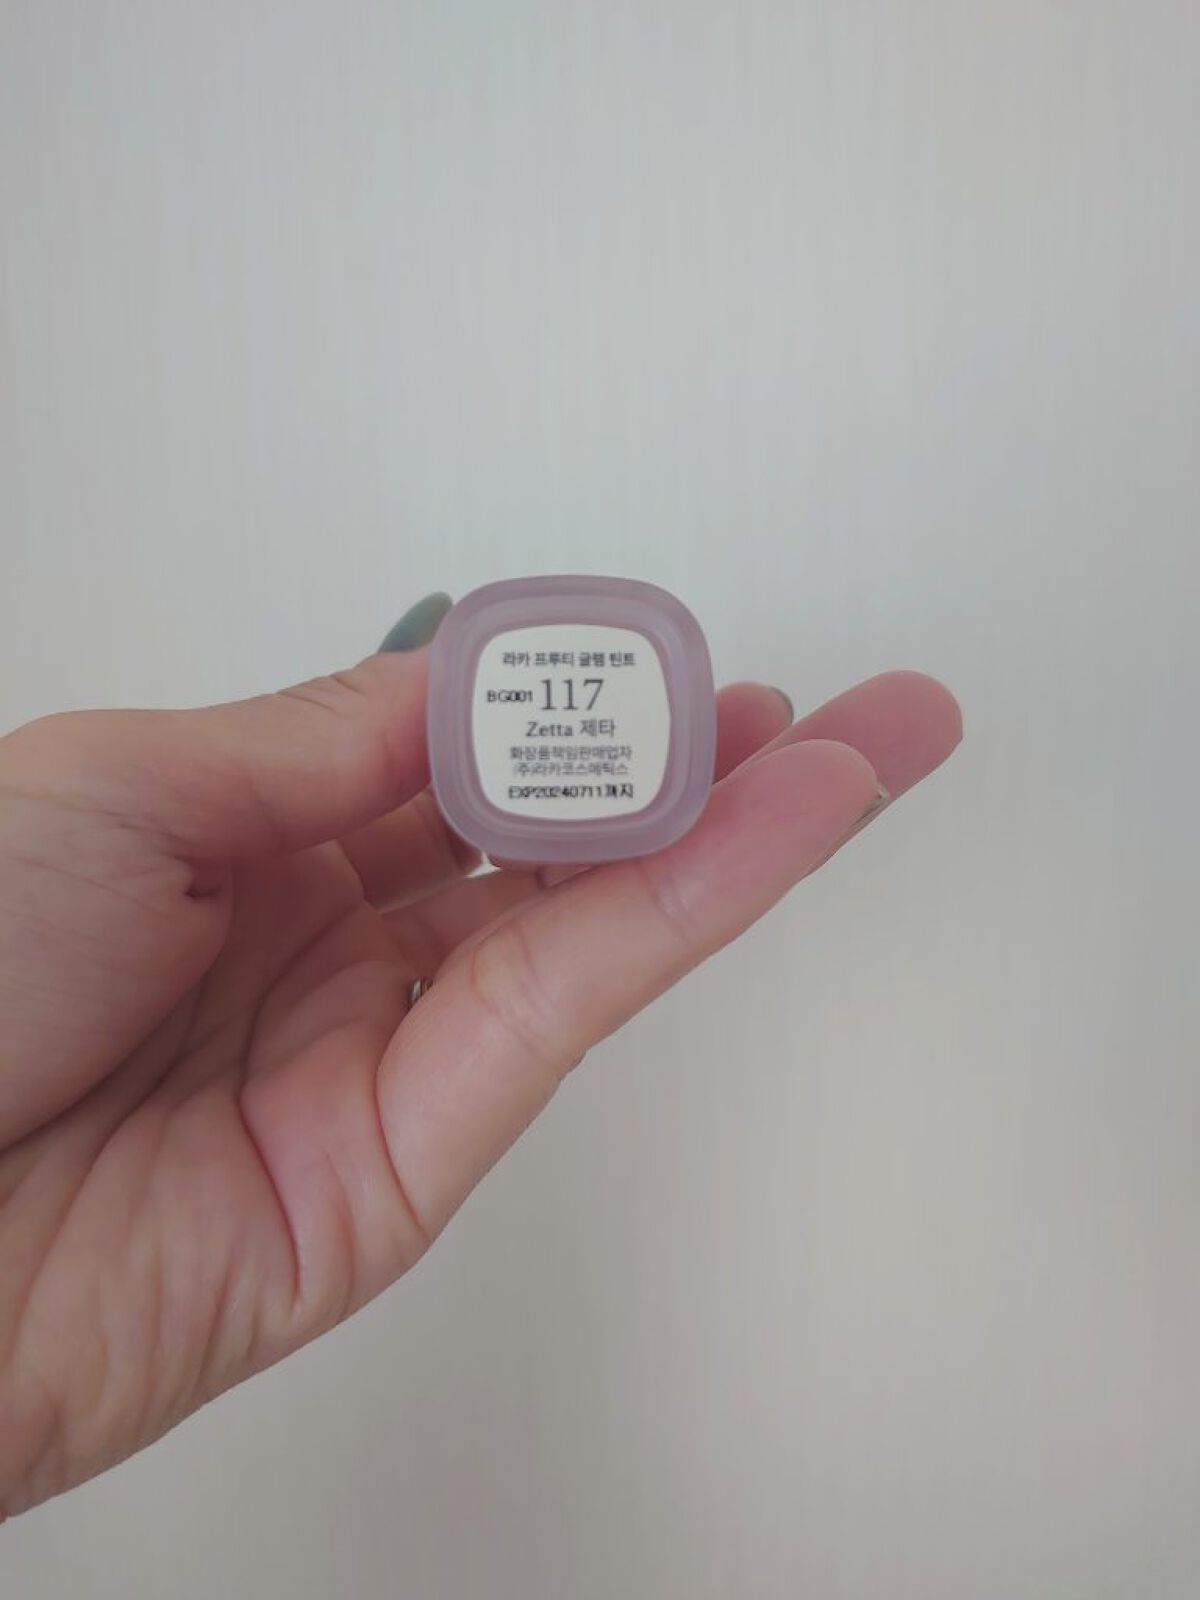 라카 프루티 글램 틴트
BG001 117
Zetta 제타
화장품책임판매업자
(주)라카코스메틱스
EXP20240711까지